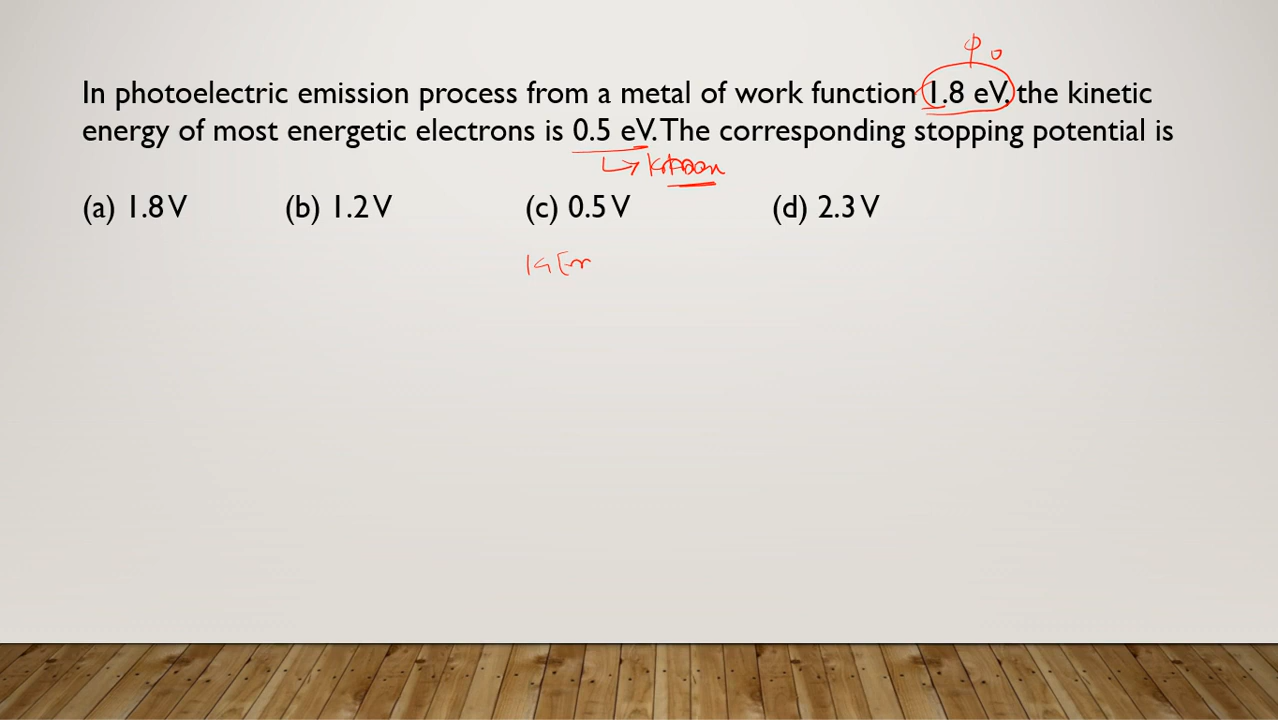 Φ₀
In photoelectric emission process from a metal of work function 1.8 eV, the kinetic
energy of most energetic electrons is 0.5 eV. The corresponding stopping potential is
(a) 1.8 V (b) 1.2 V (c) 0.5 V (d) 2.3 V